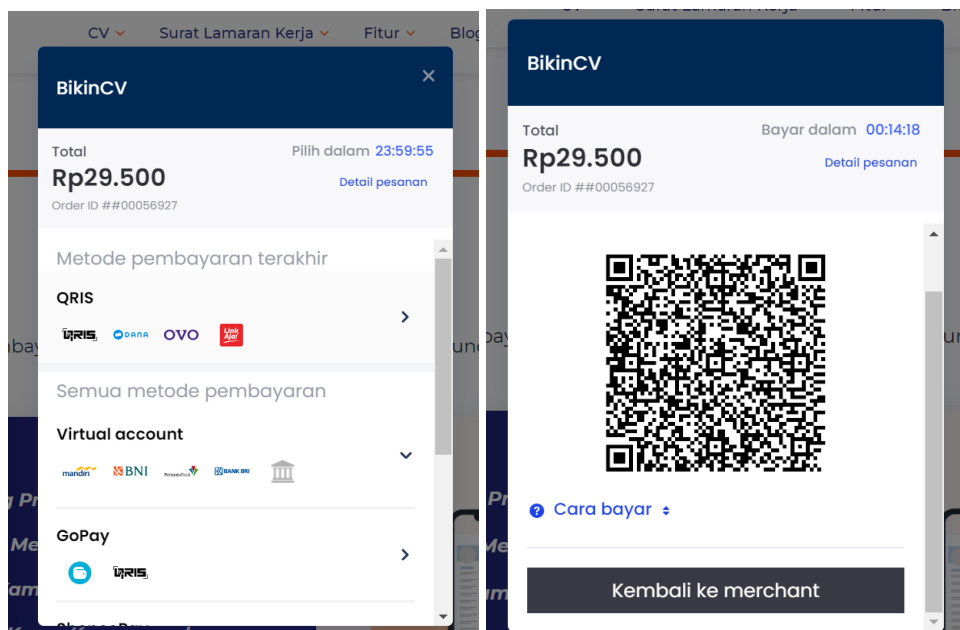 CV Surat Lamaran Kerja Fitur Blog
BikinCV
Total
Pilih dalam 23:59:55
Rp29.500
Detail pesanan
Order ID ##00056927
Metode pembayaran terakhir
QRIS
QRIS DANA OVO Link Aja!
Semua metode pembayaran
Virtual account
mandiri BNI PermataBank BANK BRI
GoPay
QRIS
BikinCV
Total
Bayar dalam 00:14:18
Rp29.500
Detail pesanan
Order ID ##00056927
Cara bayar
Kembali ke merchant